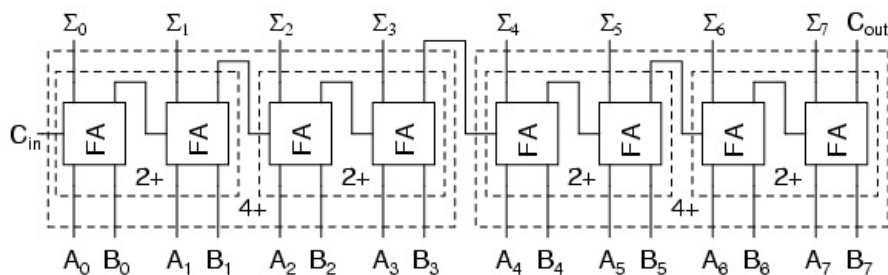 Σ₀ Σ₁ Σ₂ Σ₃ Σ₄ Σ₅ Σ₆ Σ₇ Cout
Cin FA FA FA FA FA FA FA FA
2+ 2+ 2+ 2+
4+ 4+
A₀ B₀ A₁ B₁ A₂ B₂ A₃ B₃ A₄ B₄ A₅ B₅ A₆ B₆ A₇ B₇